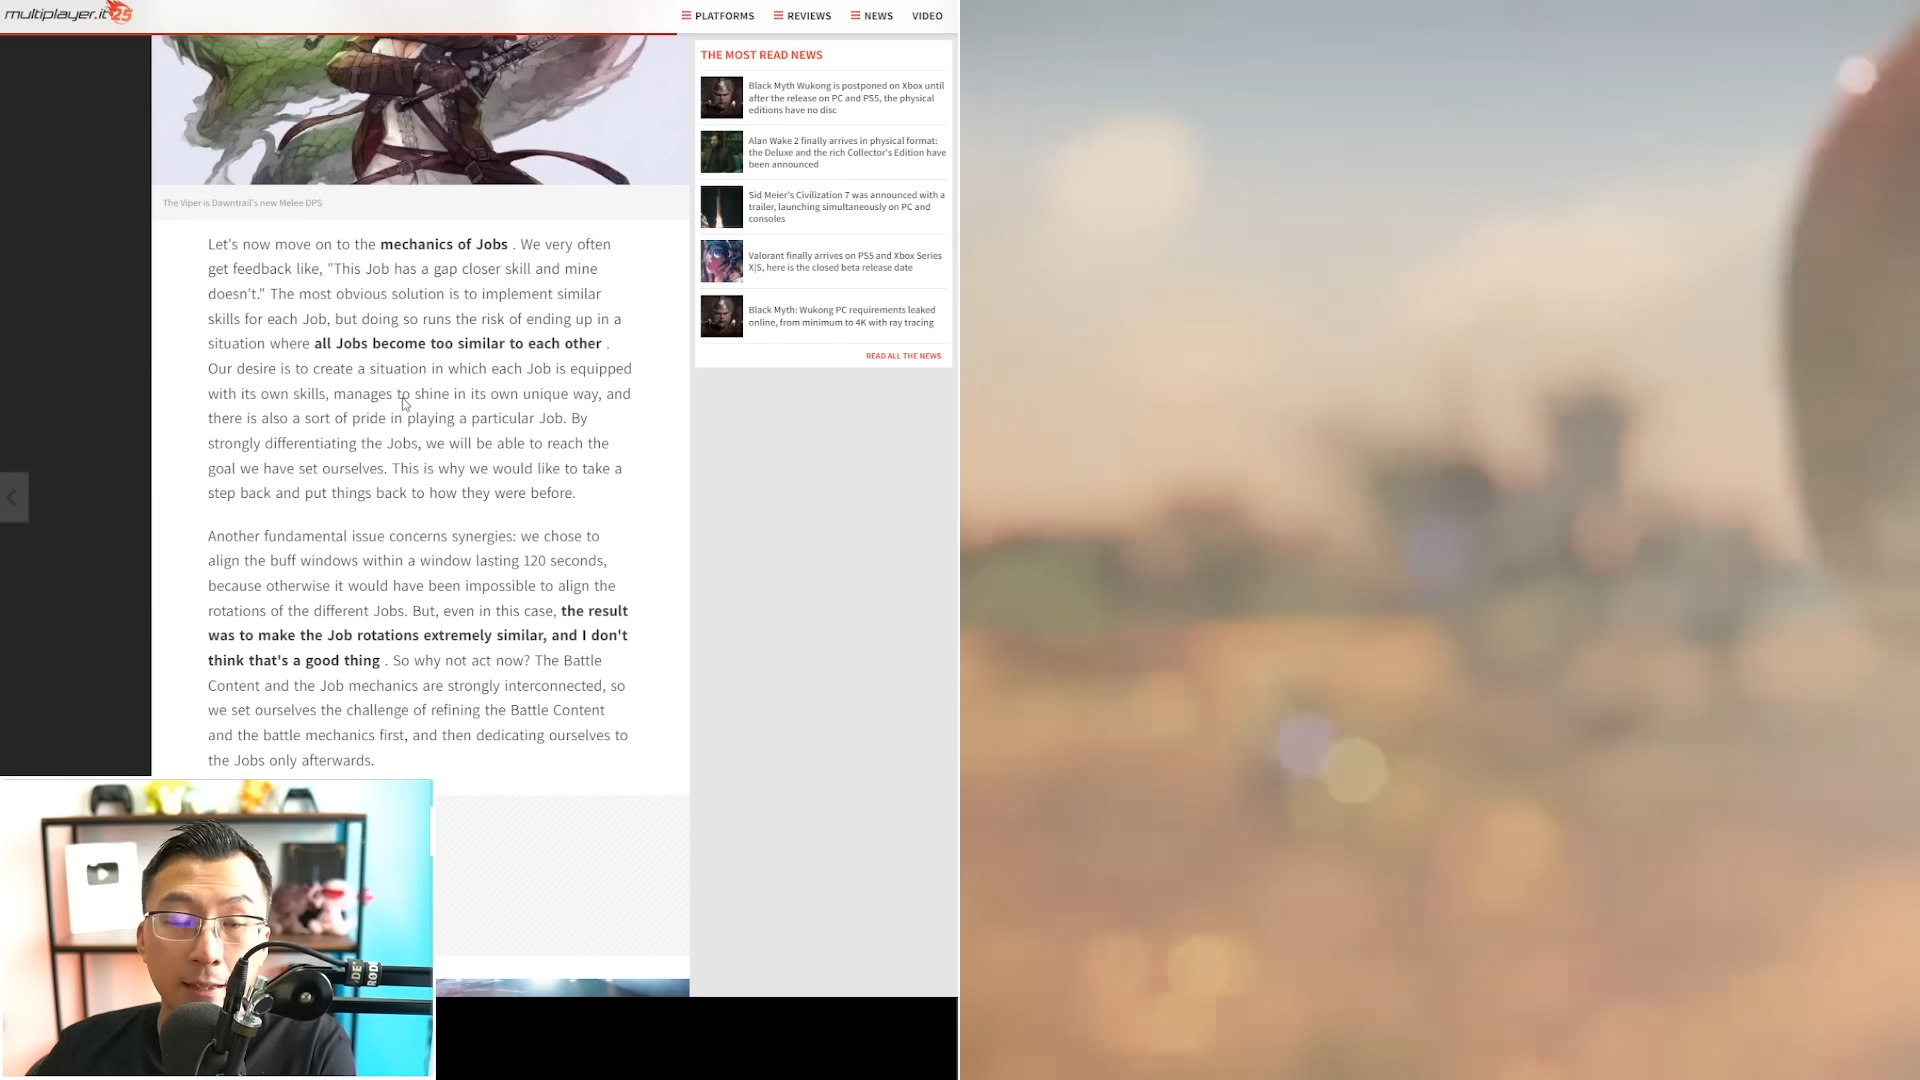 multiplayer.it 25
PLATFORMS
REVIEWS
NEWS
VIDEO
The Viper is Dawntrail's new Melee DPS
Let's now move on to the mechanics of Jobs . We very often
get feedback like, "This Job has a gap closer skill and mine
doesn't." The most obvious solution is to implement similar
skills for each Job, but doing so runs the risk of ending up in a
situation where all Jobs become too similar to each other .
Our desire is to create a situation in which each Job is equipped
with its own skills, manages to shine in its own unique way, and
there is also a sort of pride in playing a particular Job. By
strongly differentiating the Jobs, we will be able to reach the
goal we have set ourselves. This is why we would like to take a
step back and put things back to how they were before.
Another fundamental issue concerns synergies: we chose to
align the buff windows within a window lasting 120 seconds,
because otherwise it would have been impossible to align the
rotations of the different Jobs. But, even in this case, the result
was to make the Job rotations extremely similar, and I don't
think that's a good thing . So why not act now? The Battle
Content and the Job mechanics are strongly interconnected, so
we set ourselves the challenge of refining the Battle Content
and the battle mechanics first, and then dedicating ourselves to
the Jobs only afterwards.
THE MOST READ NEWS
Black Myth Wukong is postponed on Xbox until
after the release on PC and PS5, the physical
editions have no disc
Alan Wake 2 finally arrives in physical format:
the Deluxe and the rich Collector's Edition have
been announced
Sid Meier's Civilization 7 was announced with a
trailer, launching simultaneously on PC and
consoles
Valorant finally arrives on PS5 and Xbox Series
X|S, here is the closed beta release date
Black Myth: Wukong PC requirements leaked
online, from minimum to 4K with ray tracing
READ ALL THE NEWS
RØDE